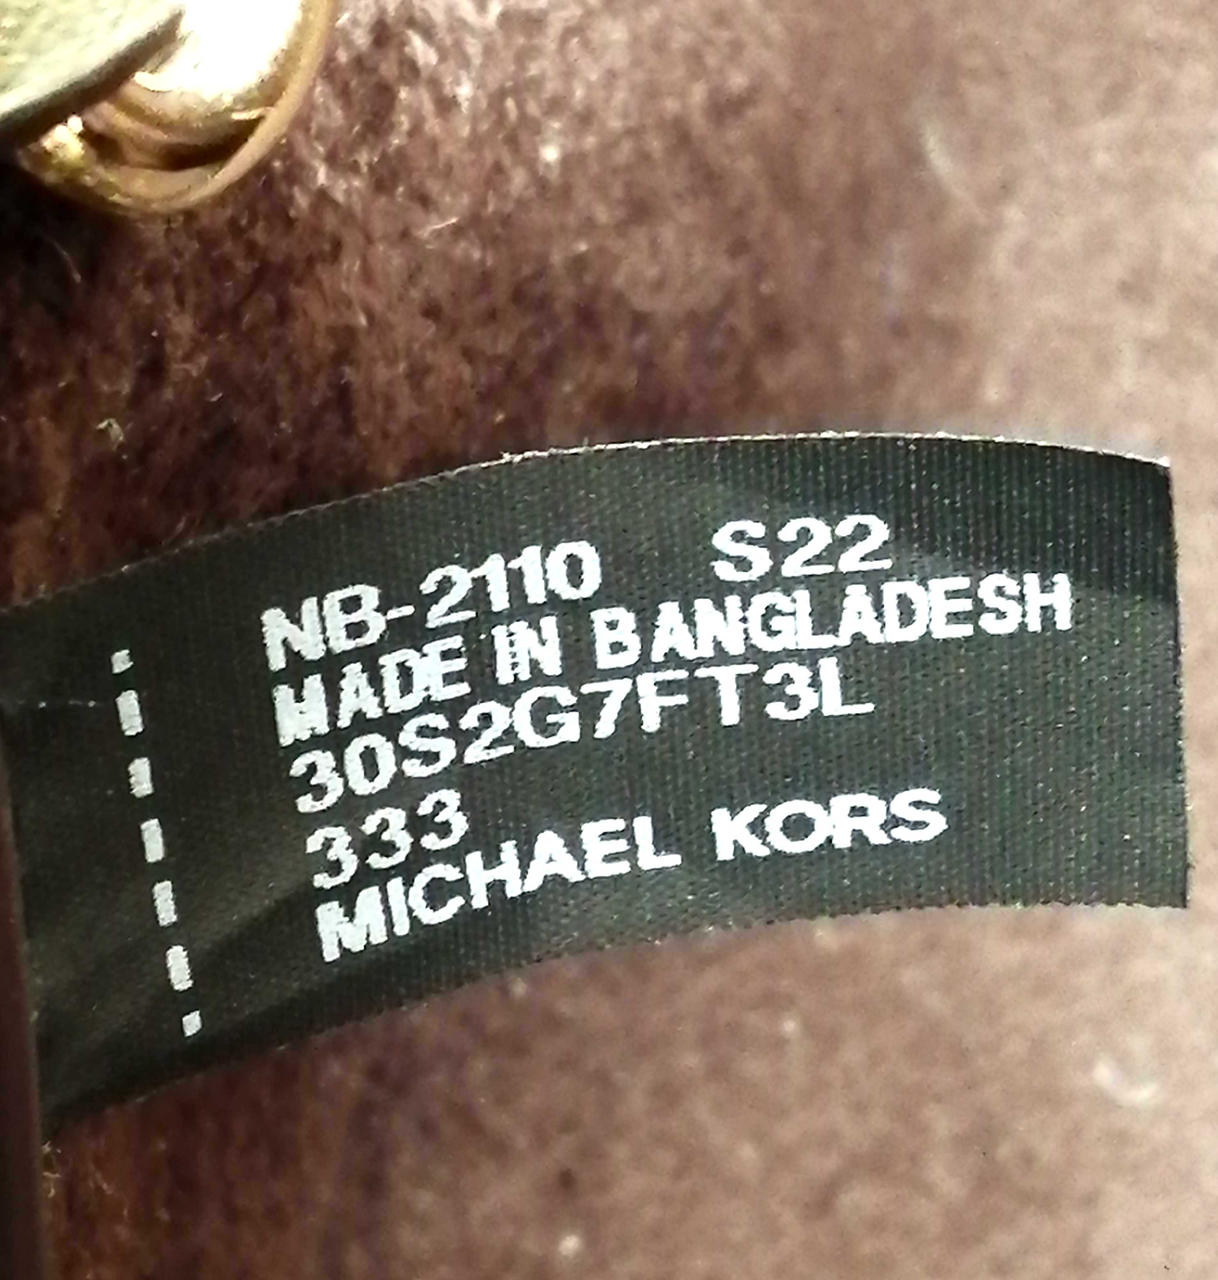 NB-2110 S22
MADE IN BANGLADESH
30S2G7FT3L
333
MICHAEL KORS